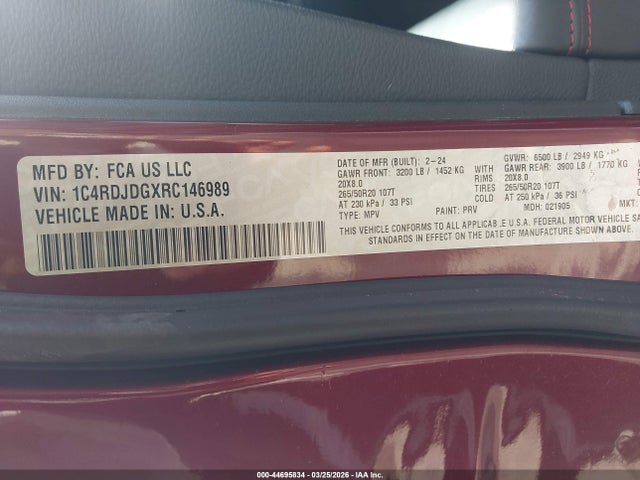 MFD BY: FCA US LLC
VIN: 1C4RDJDGXRC146989
VEHICLE MADE IN: U.S.A.
DATE OF MFR (BUILT): 2-24
GAWR FRONT: 3200 LB / 1452 KG
RIMS
20X8.0
265/50R20 107T
AT 230 kPa / 33 PSI
TYPE: MPV
PAINT: PRV
GVWR: 6500 LB / 2949 KG
GAWR REAR: 3900 LB / 1770 KG
RIMS
20X8.0
TIRES
265/50R20 107T
AT 250 kPa / 36 PSI
MDH: 021905
MKT:
THIS VEHICLE CONFORMS TO ALL APPLICABLE U.S.A. FEDERAL MOTOR VEHICLE SAF
STANDARDS IN EFFECT ON THE DATE OF MANUFACTURE SHOWN ABOVE.
000-44695834 | 03/25/2026 | IAA Inc.